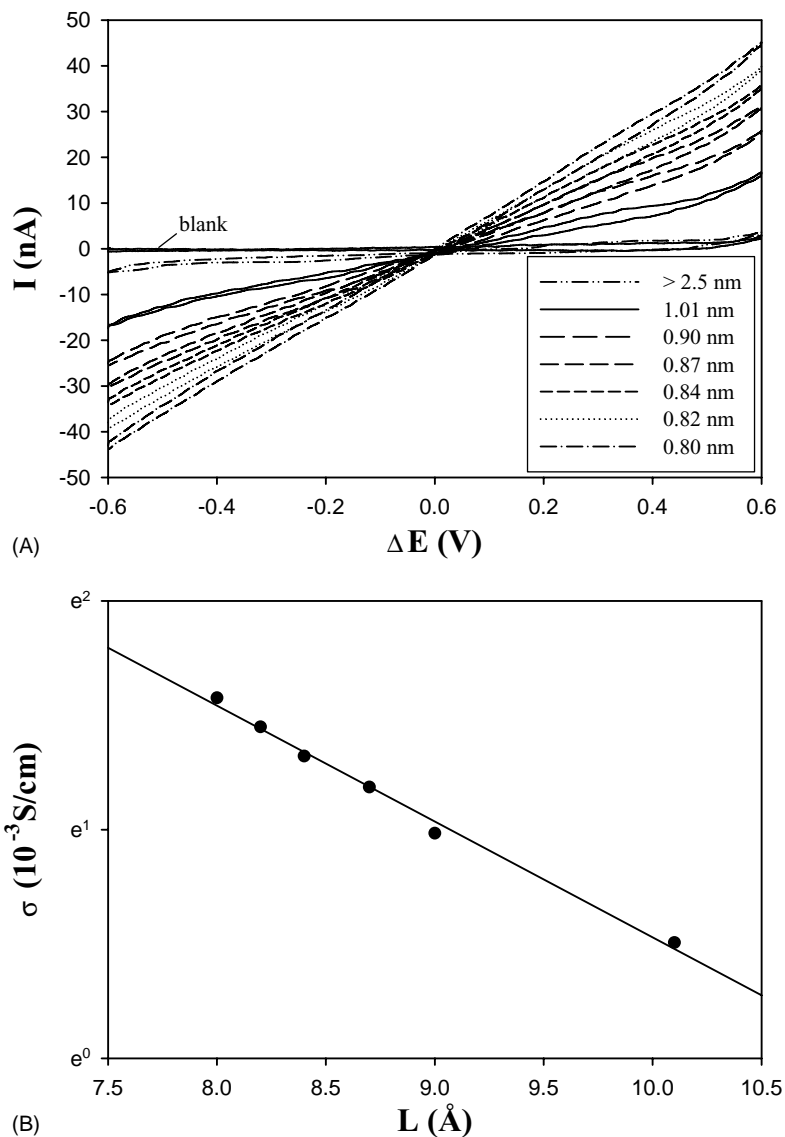 50
40
30
20
10
0
-10
-20
-30
-40
-50
I (nA)
blank
> 2.5 nm
1.01 nm
0.90 nm
0.87 nm
0.84 nm
0.82 nm
0.80 nm
-0.6 -0.4 -0.2 0.0 0.2 0.4 0.6
(A)
ΔE (V)
e²
e¹
e⁰
σ (10⁻³S/cm)
7.5 8.0 8.5 9.0 9.5 10.0 10.5
(B)
L (Å)